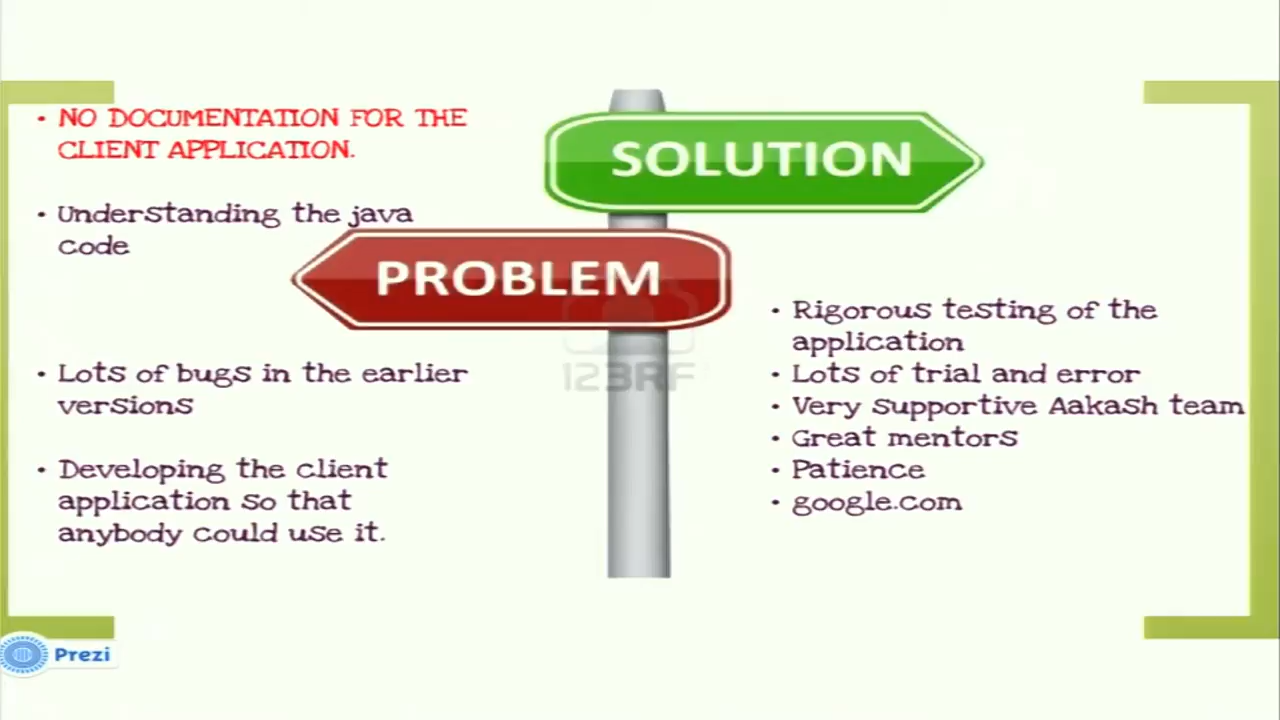 • NO DOCUMENTATION FOR THE
CLIENT APPLICATION.
• Understanding the java
code
• Lots of bugs in the earlier
versions
• Developing the client
application so that
anybody could use it.
SOLUTION
PROBLEM
123RF
• Rigorous testing of the
application
• Lots of trial and error
• Very supportive Aakash team
• Great mentors
• Patience
• google.com
Prezi